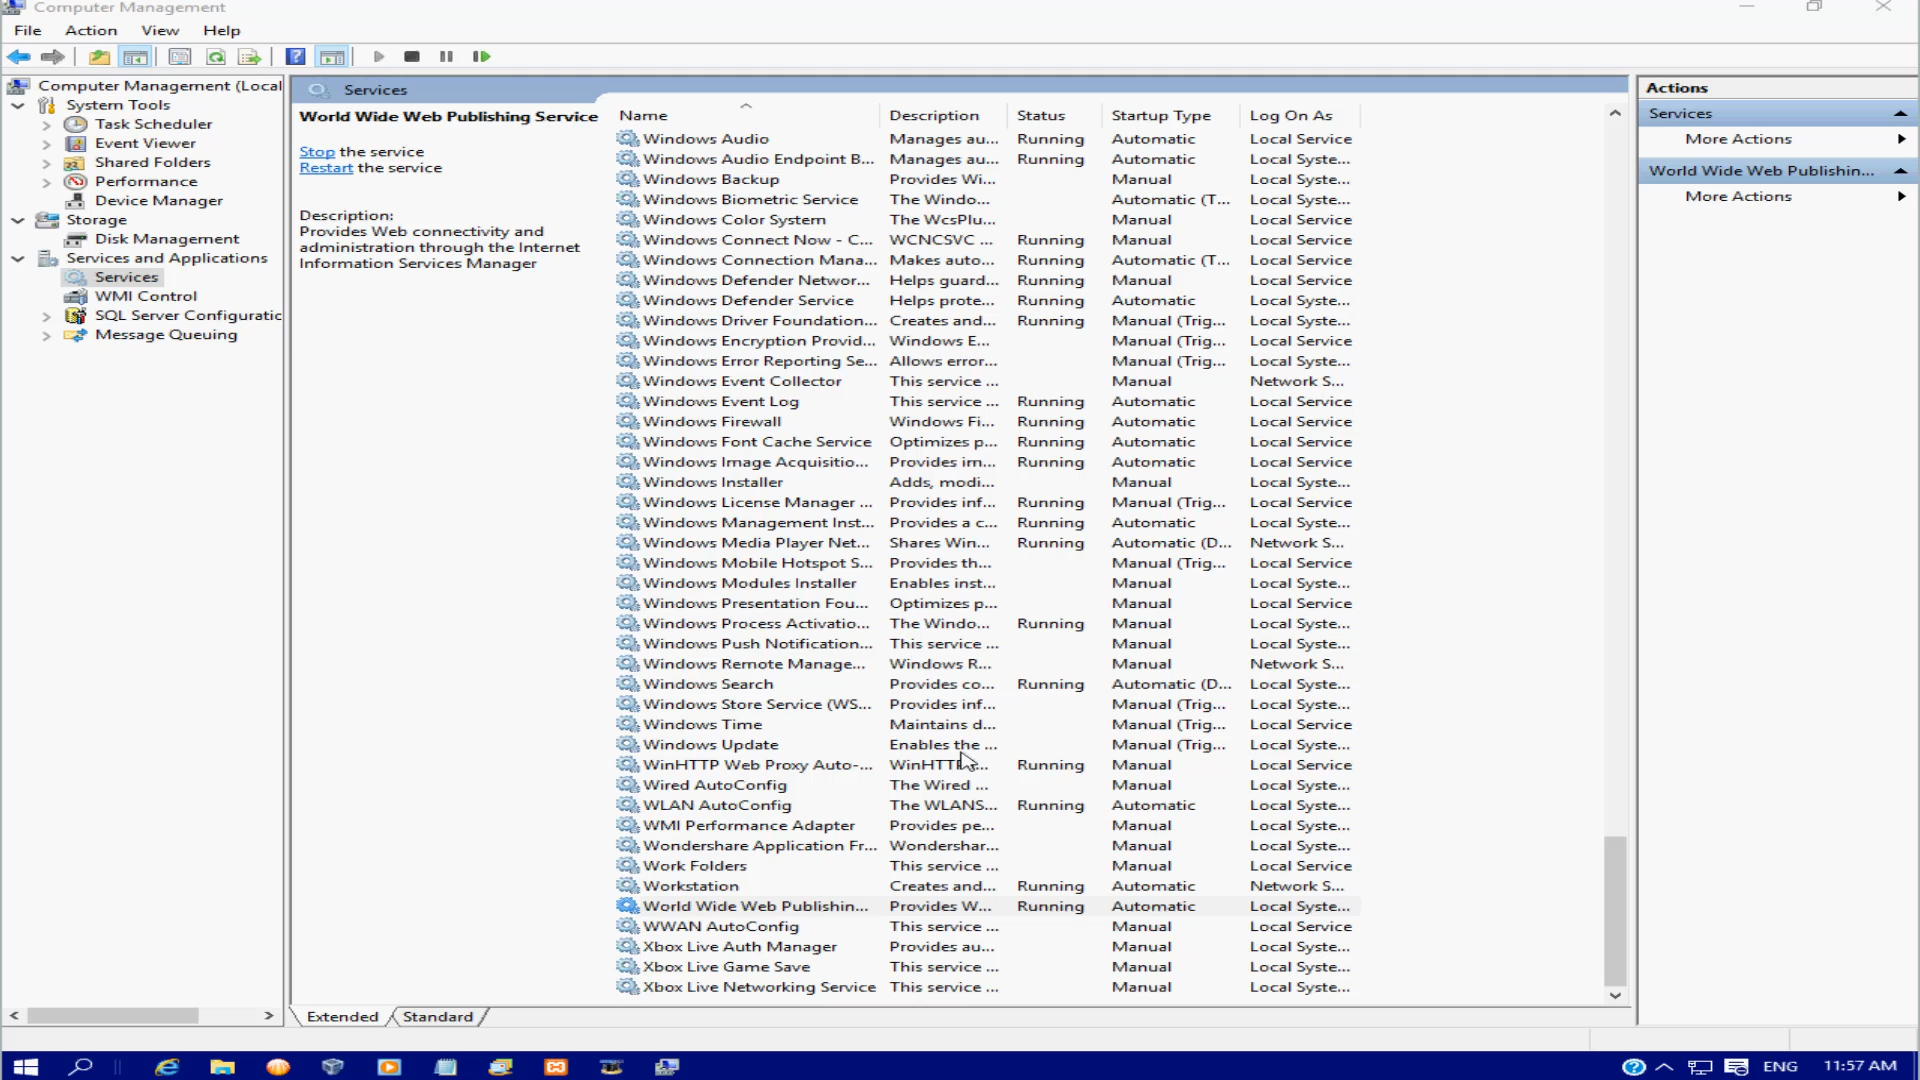 Computer Management
File Action View Help
Computer Management (Local
System Tools
Task Scheduler
Event Viewer
Shared Folders
Performance
Device Manager
Storage
Disk Management
Services and Applications
Services
WMI Control
SQL Server Configuratic
Message Queuing
Services
World Wide Web Publishing Service
Stop the service
Restart the service
Description:
Provides Web connectivity and
administration through the Internet
Information Services Manager
Name Description Status Startup Type Log On As
Windows Audio Manages au... Running Automatic Local Service
Windows Audio Endpoint B... Manages au... Running Automatic Local Syste...
Windows Backup Provides Wi... Manual Local Syste...
Windows Biometric Service The Windo... Automatic (T... Local Syste...
Windows Color System The WcsPlu... Manual Local Service
Windows Connect Now - C... WCNCSVC ... Running Manual Local Service
Windows Connection Mana... Makes auto... Running Automatic (T... Local Service
Windows Defender Networ... Helps guard... Running Manual Local Service
Windows Defender Service Helps prote... Running Automatic Local Syste...
Windows Driver Foundation... Creates and... Running Manual (Trig... Local Syste...
Windows Encryption Provid... Windows E... Manual (Trig... Local Service
Windows Error Reporting Se... Allows error... Manual (Trig... Local Syste...
Windows Event Collector This service ... Manual Network S...
Windows Event Log This service ... Running Automatic Local Service
Windows Firewall Windows Fi... Running Automatic Local Service
Windows Font Cache Service Optimizes p... Running Automatic Local Service
Windows Image Acquisitio... Provides im... Running Automatic Local Service
Windows Installer Adds, modi... Manual Local Syste...
Windows License Manager ... Provides inf... Running Manual (Trig... Local Service
Windows Management Inst... Provides a c... Running Automatic Local Syste...
Windows Media Player Net... Shares Win... Running Automatic (D... Network S...
Windows Mobile Hotspot S... Provides th... Manual (Trig... Local Service
Windows Modules Installer Enables inst... Manual Local Syste...
Windows Presentation Fou... Optimizes p... Manual Local Service
Windows Process Activatio... The Windo... Running Manual Local Syste...
Windows Push Notification... This service ... Manual Local Syste...
Windows Remote Manage... Windows R... Manual Network S...
Windows Search Provides co... Running Automatic (D... Local Syste...
Windows Store Service (WS... Provides inf... Manual (Trig... Local Syste...
Windows Time Maintains d... Manual (Trig... Local Service
Windows Update Enables the ... Manual (Trig... Local Syste...
WinHTTP Web Proxy Auto-... WinHTTP ... Running Manual Local Service
Wired AutoConfig The Wired ... Manual Local Syste...
WLAN AutoConfig The WLANS... Running Automatic Local Syste...
WMI Performance Adapter Provides pe... Manual Local Syste...
Wondershare Application Fr... Wondershar... Manual Local Syste...
Work Folders This service ... Manual Local Service
Workstation Creates and... Running Automatic Network S...
World Wide Web Publishin... Provides W... Running Automatic Local Syste...
WWAN AutoConfig This service ... Manual Local Service
Xbox Live Auth Manager Provides au... Manual Local Syste...
Xbox Live Game Save This service ... Manual Local Syste...
Xbox Live Networking Service This service ... Manual Local Syste...
Extended Standard
Actions
Services
More Actions
World Wide Web Publishin...
More Actions
ENG 11:57 AM